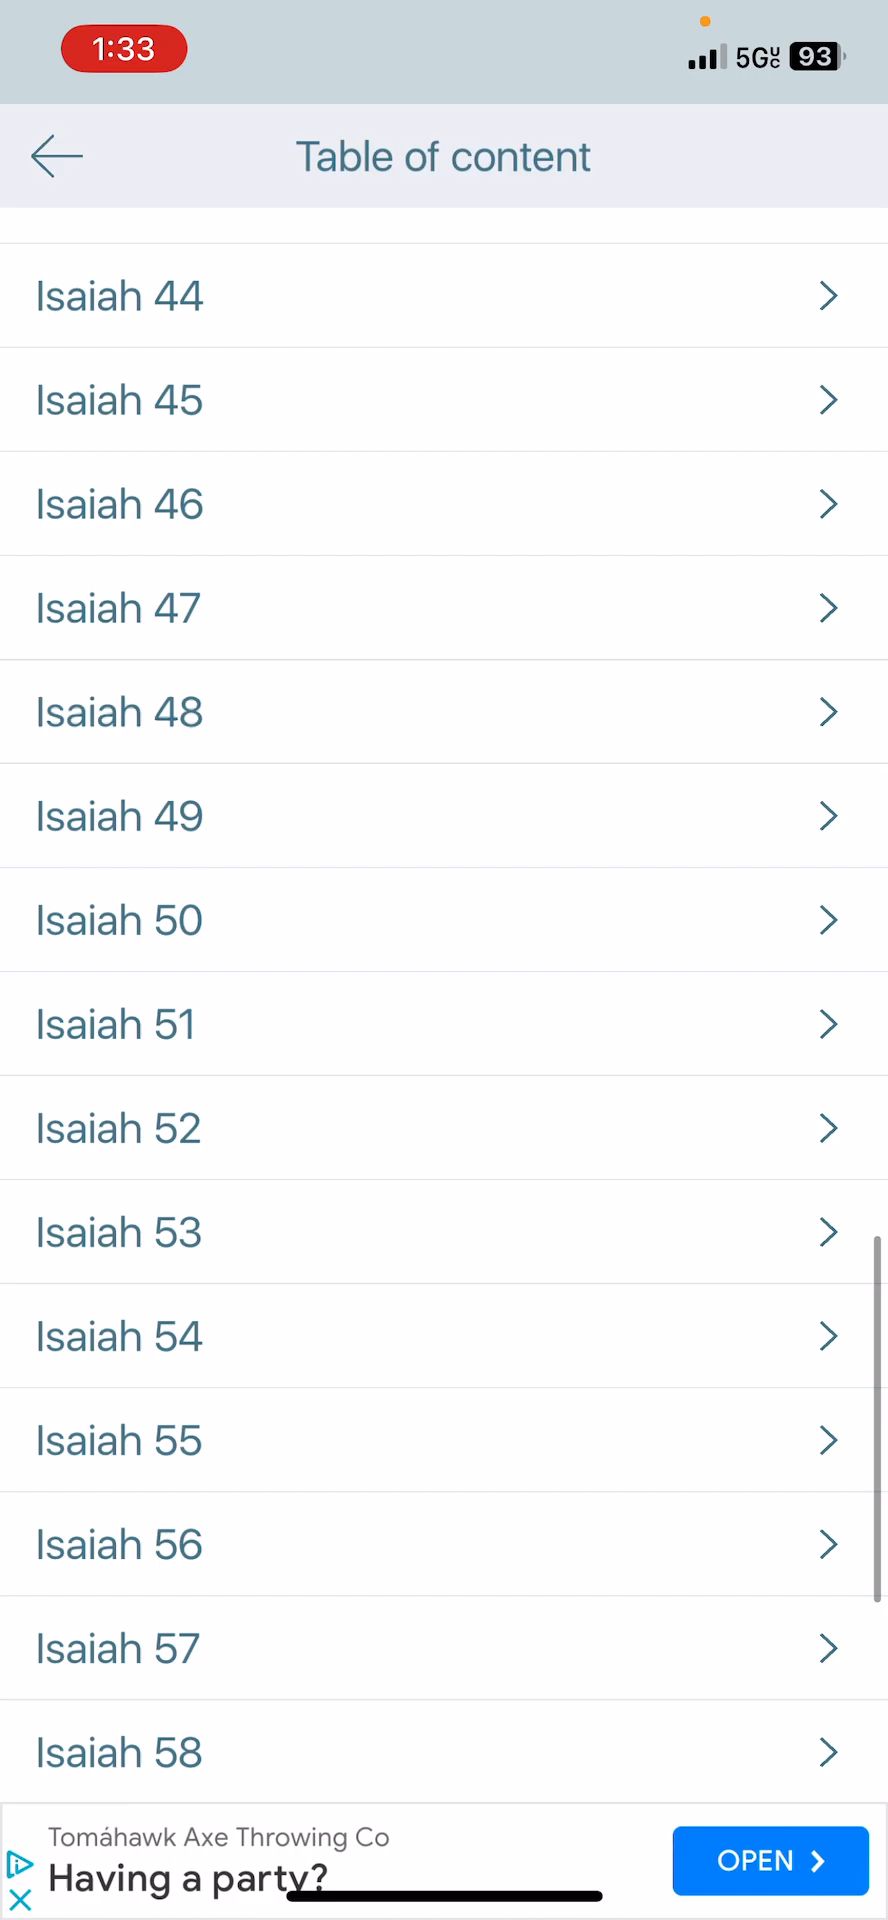 1:33
5G UC 93
Table of content
Isaiah 44
Isaiah 45
Isaiah 46
Isaiah 47
Isaiah 48
Isaiah 49
Isaiah 50
Isaiah 51
Isaiah 52
Isaiah 53
Isaiah 54
Isaiah 55
Isaiah 56
Isaiah 57
Isaiah 58
Tomáhawk Axe Throwing Co
Having a party?
OPEN